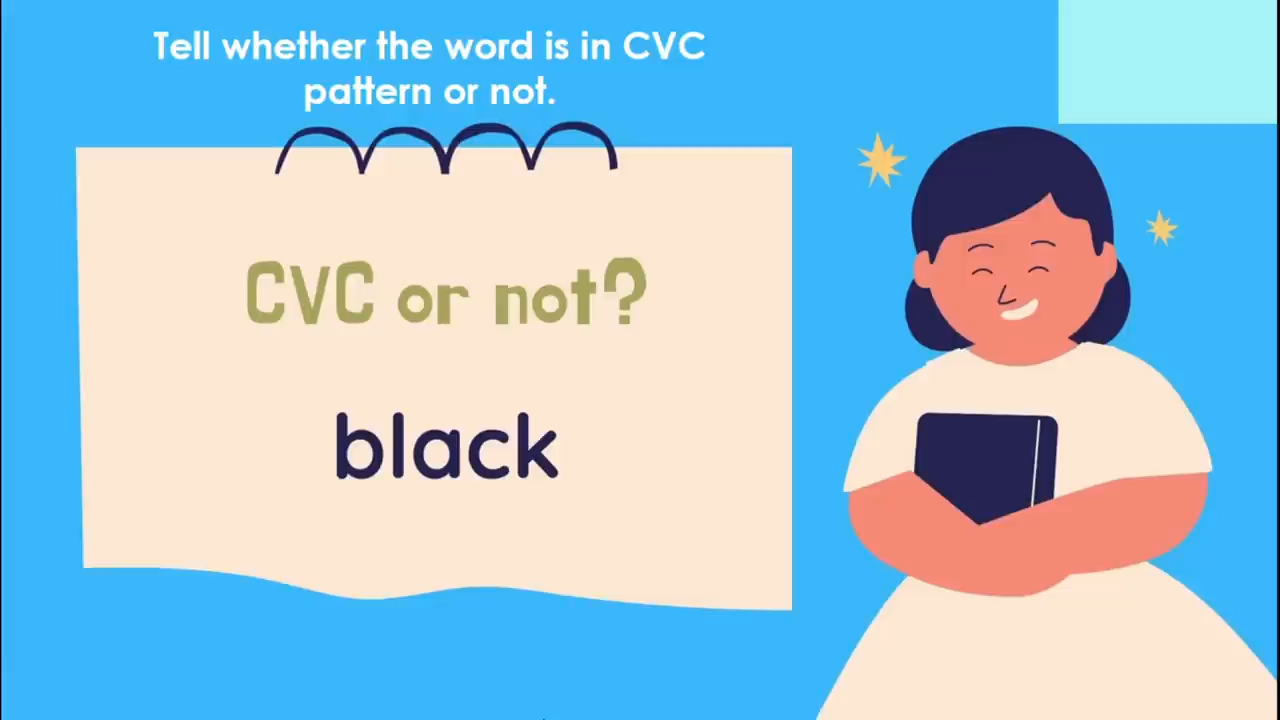 Tell whether the word is in CVC
pattern or not.
CVC or not?
black